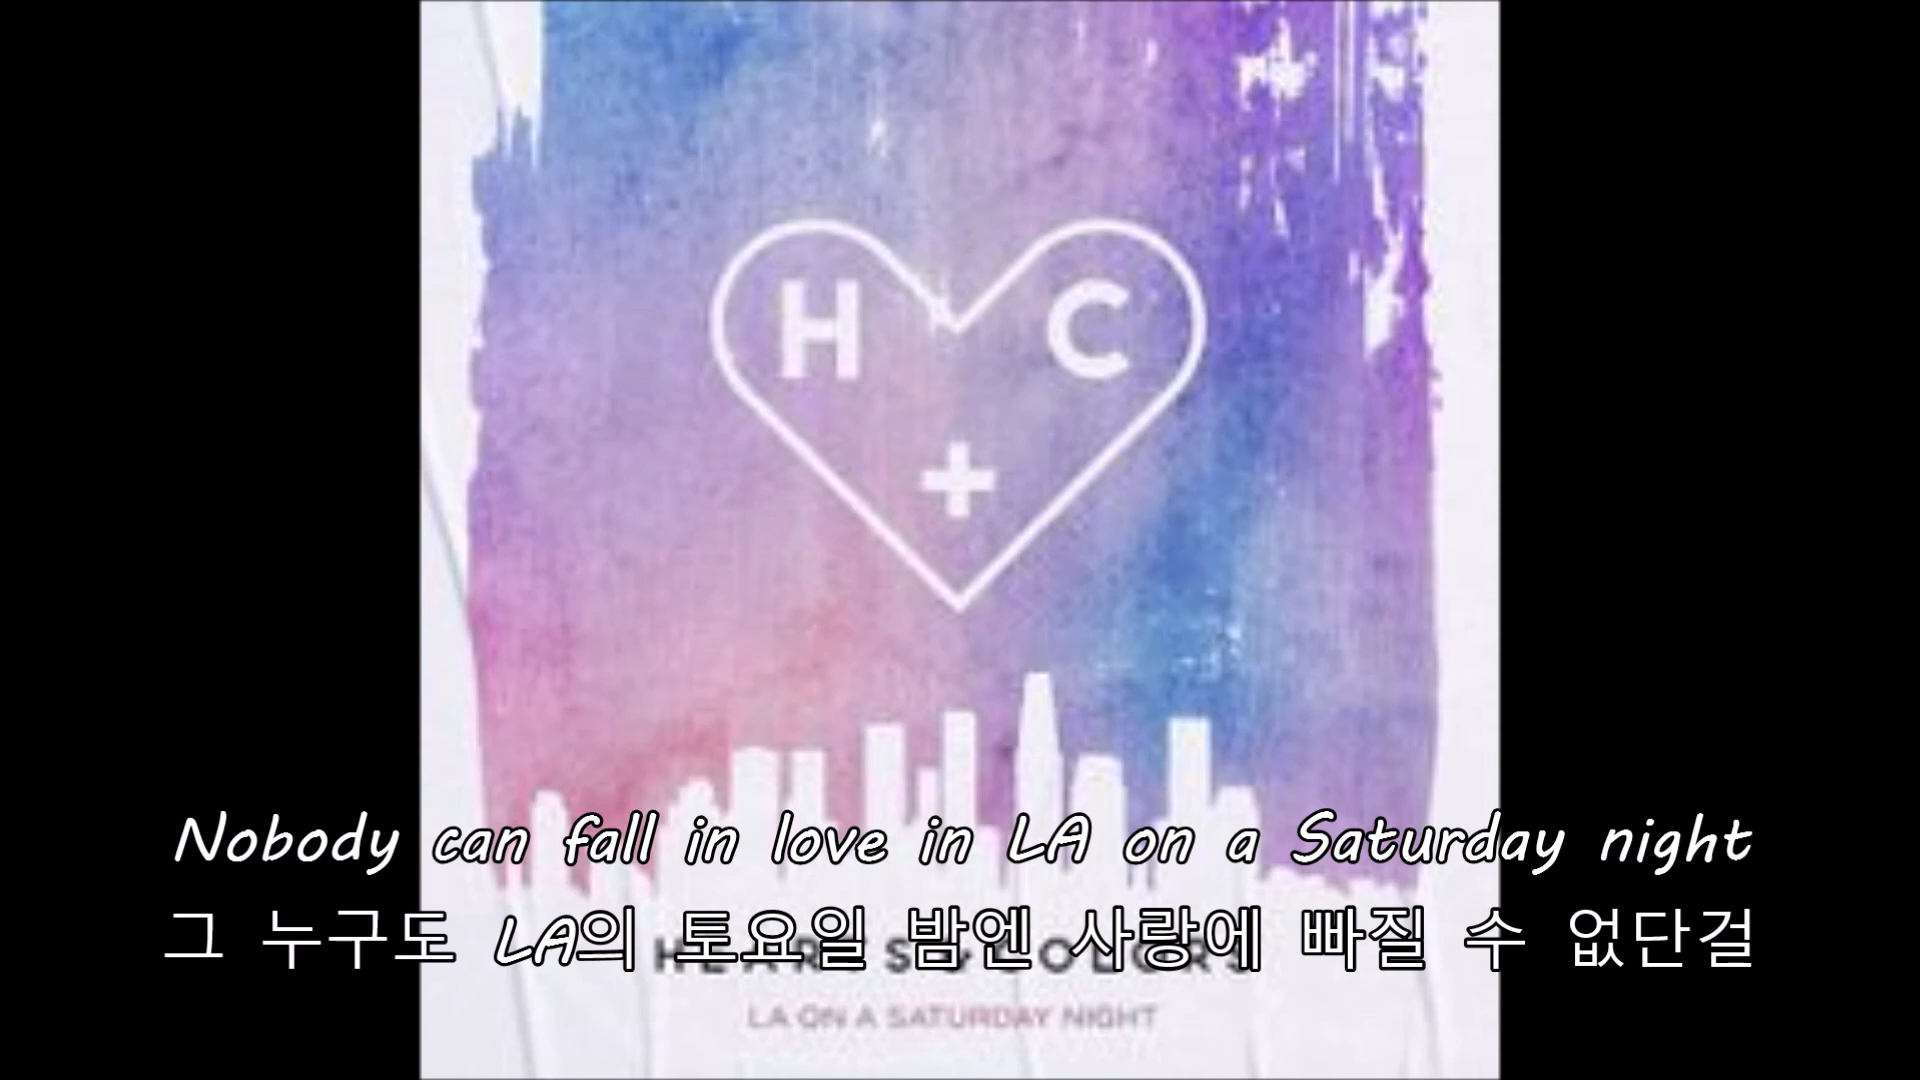 H C
+
Nobody can fall in love in LA on a Saturday night
그 누구도 LA의 토요일 밤엔 사랑에 빠질 수 없단걸
LA ON A SATURDAY NIGHT